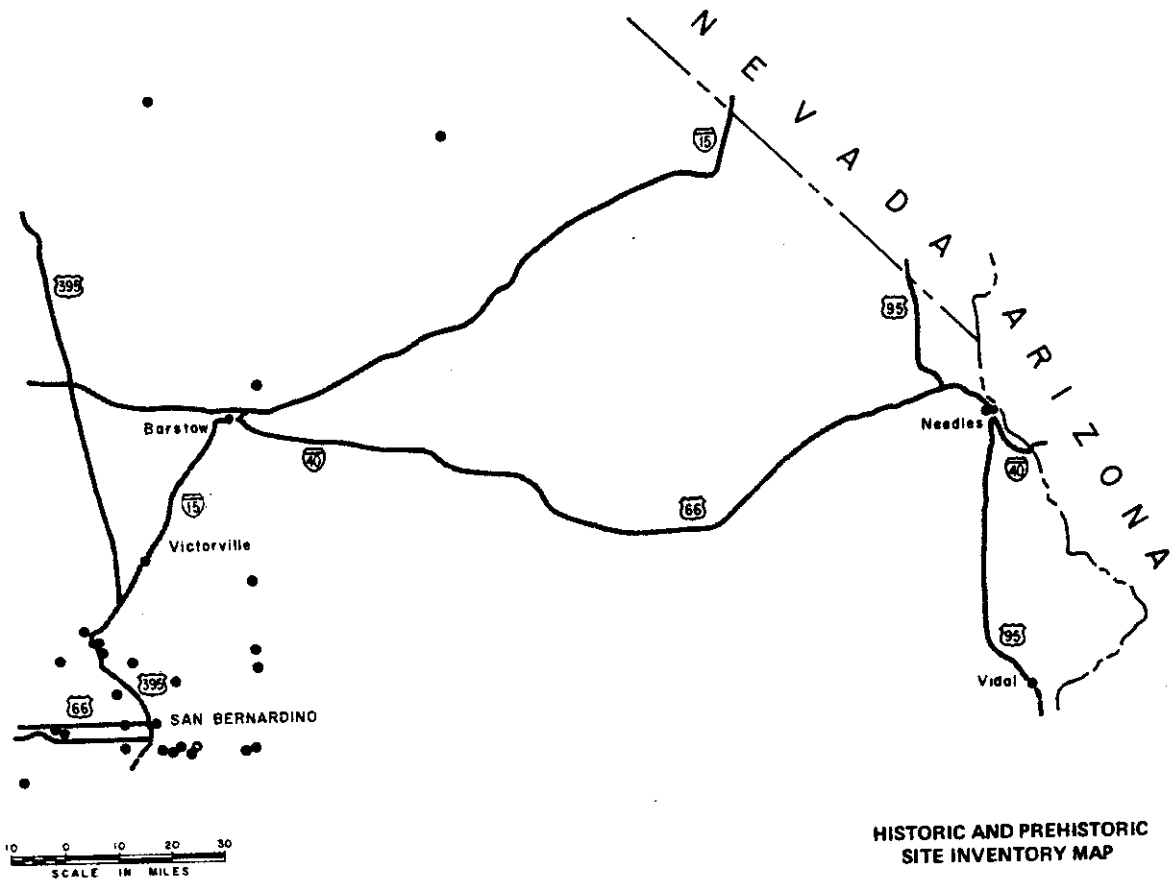 NEVADA
15
395
95
ARIZONA
Barstow
Needles
40
40
15
66
Victorville
95
Vidal
395
66
SAN BERNARDINO
10 0 10 20 30
SCALE IN MILES
HISTORIC AND PREHISTORIC
SITE INVENTORY MAP